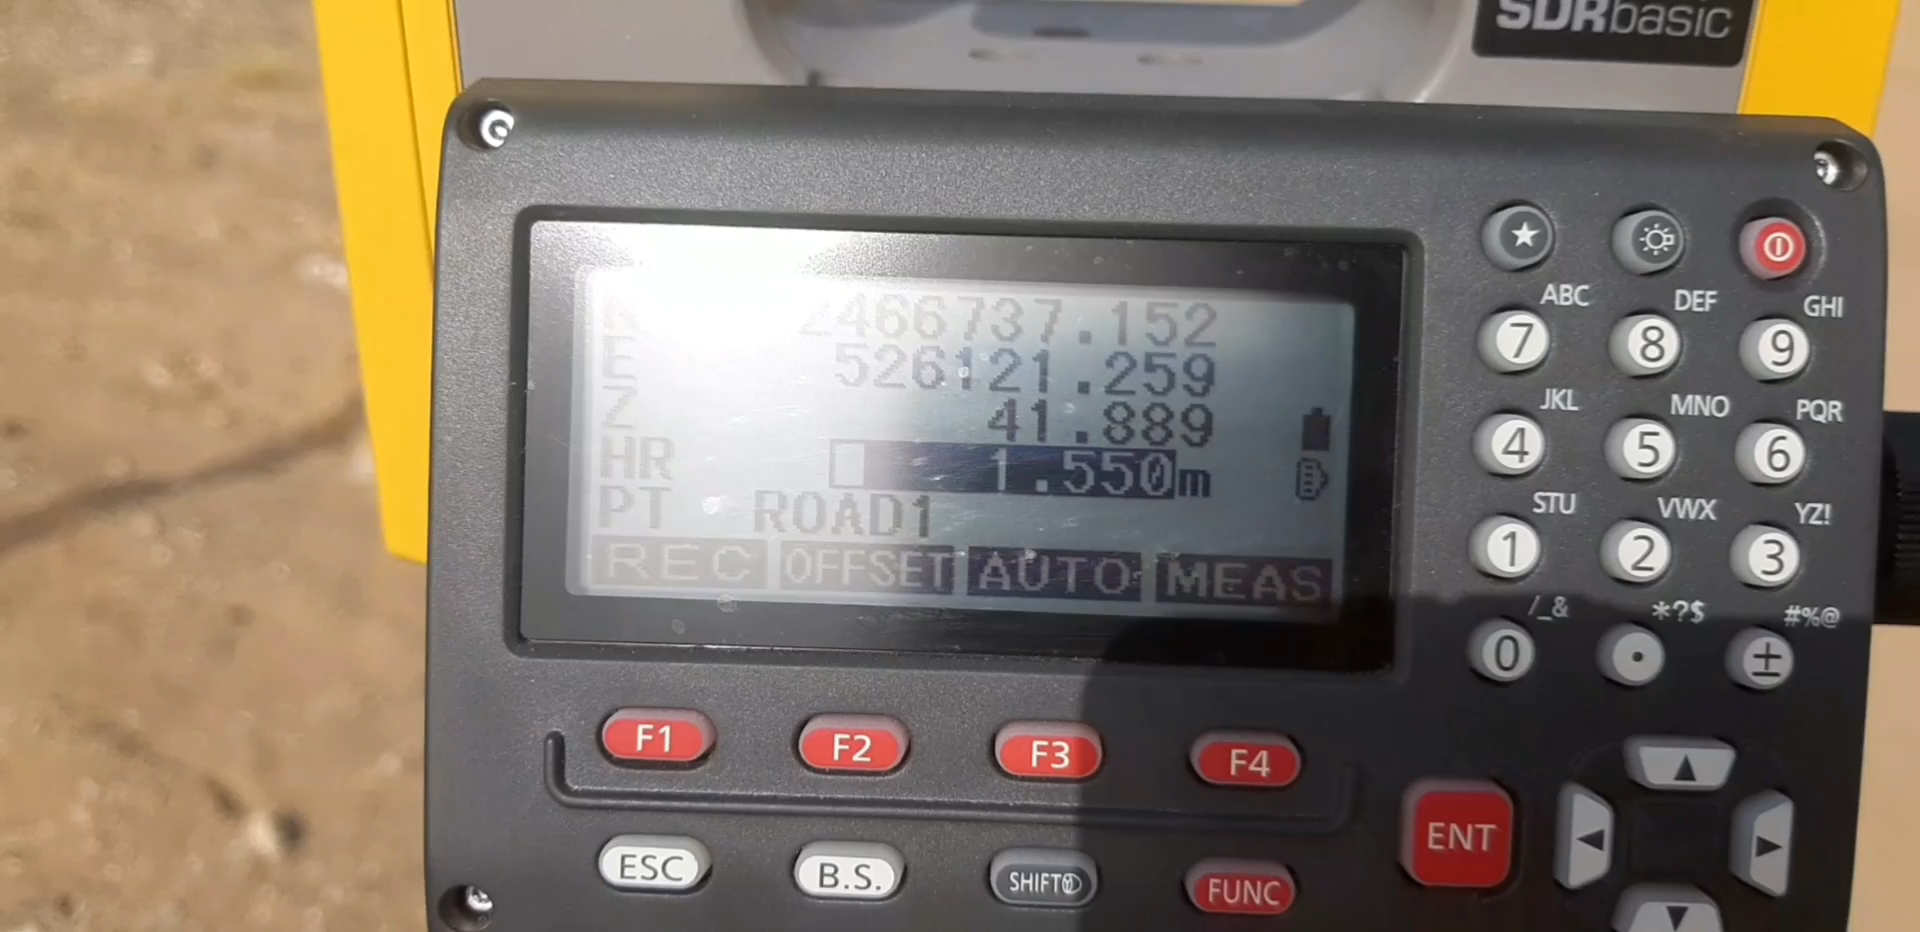 SDRbasic
N 2466737.152
E 526121.259
Z 41.889
HR 1.550m
PT ROAD1
REC OFFSET AUTO MEAS
ABC DEF GHI
7 8 9
JKL MNO PQR
4 5 6
STU VWX YZ!
1 2 3
/_& *?$ #%@
0 . ±
F1 F2 F3 F4
ESC B.S. SHIFT FUNC
ENT